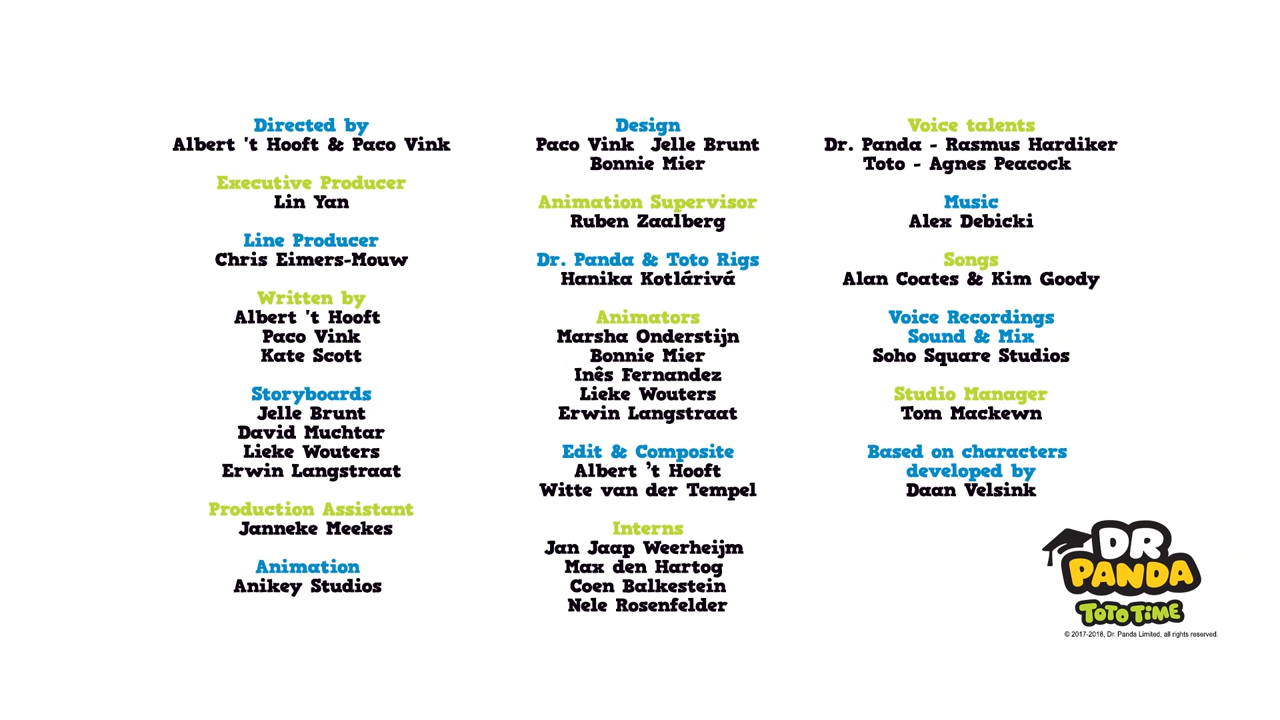 Directed by
Albert 't Hooft & Paco Vink
Executive Producer
Lin Yan
Line Producer
Chris Eimers-Mouw
Written by
Albert 't Hooft
Paco Vink
Kate Scott
Storyboards
Jelle Brunt
David Muchtar
Lieke Wouters
Erwin Langstraat
Production Assistant
Janneke Meekes
Animation
Anikey Studios
Design
Paco Vink  Jelle Brunt
Bonnie Mier
Animation Supervisor
Ruben Zaalberg
Dr. Panda & Toto Rigs
Hanika Kotlárivá
Animators
Marsha Onderstijn
Bonnie Mier
Inês Fernandez
Lieke Wouters
Erwin Langstraat
Edit & Composite
Albert ’t Hooft
Witte van der Tempel
Interns
Jan Jaap Weerheijm
Max den Hartog
Coen Balkestein
Nele Rosenfelder
Voice talents
Dr. Panda - Rasmus Hardiker
Toto - Agnes Peacock
Music
Alex Debicki
Songs
Alan Coates & Kim Goody
Voice Recordings
Sound & Mix
Soho Square Studios
Studio Manager
Tom Mackewn
Based on characters
developed by
Daan Velsink
DR
PANDA
TOTO TIME
© 2017-2018, Dr. Panda Limited, all rights reserved.